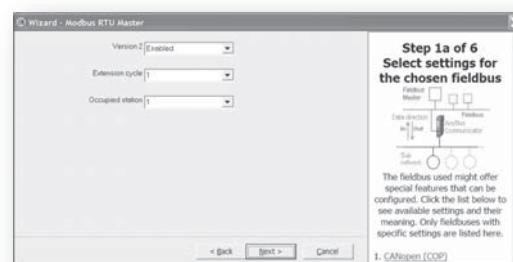 Wizard - Modbus RTU Master
Version 2 Enabled
Extension cycle 1
Occupied station 1
< Back Next > Cancel
Step 1a of 6
Select settings for
the chosen fieldbus
Fieldbus
Master
Fieldbus
Data direction
In Out
Anybus
Communicator
Sub
network
The fieldbus used might offer
special features that can be
configured. Click the list below to
see available settings and their
meaning. Only fieldbuses with
specific settings are listed here.
1. CANopen (COP)